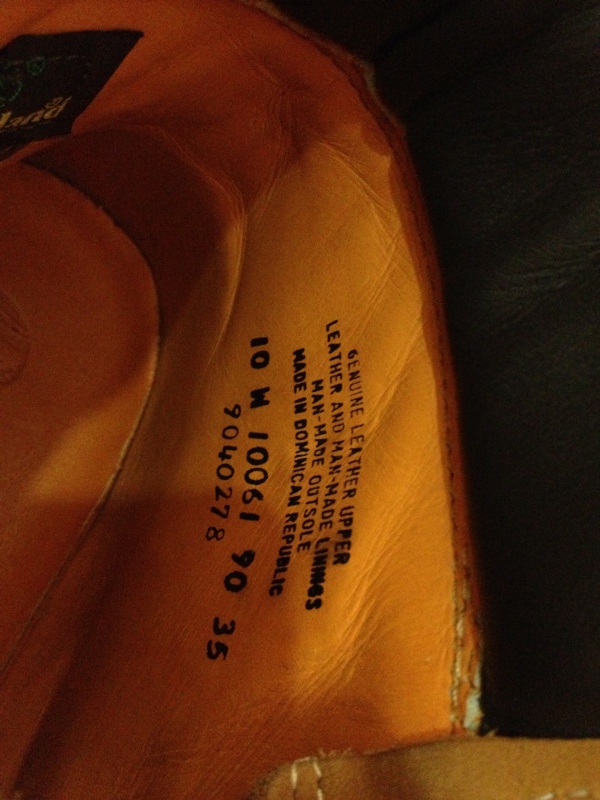 GENUINE LEATHER UPPER
LEATHER AND MAN-MADE LININGS
MAN-MADE OUTSOLE
MADE IN DOMINICAN REPUBLIC
10 W 10061 90 35
9040278